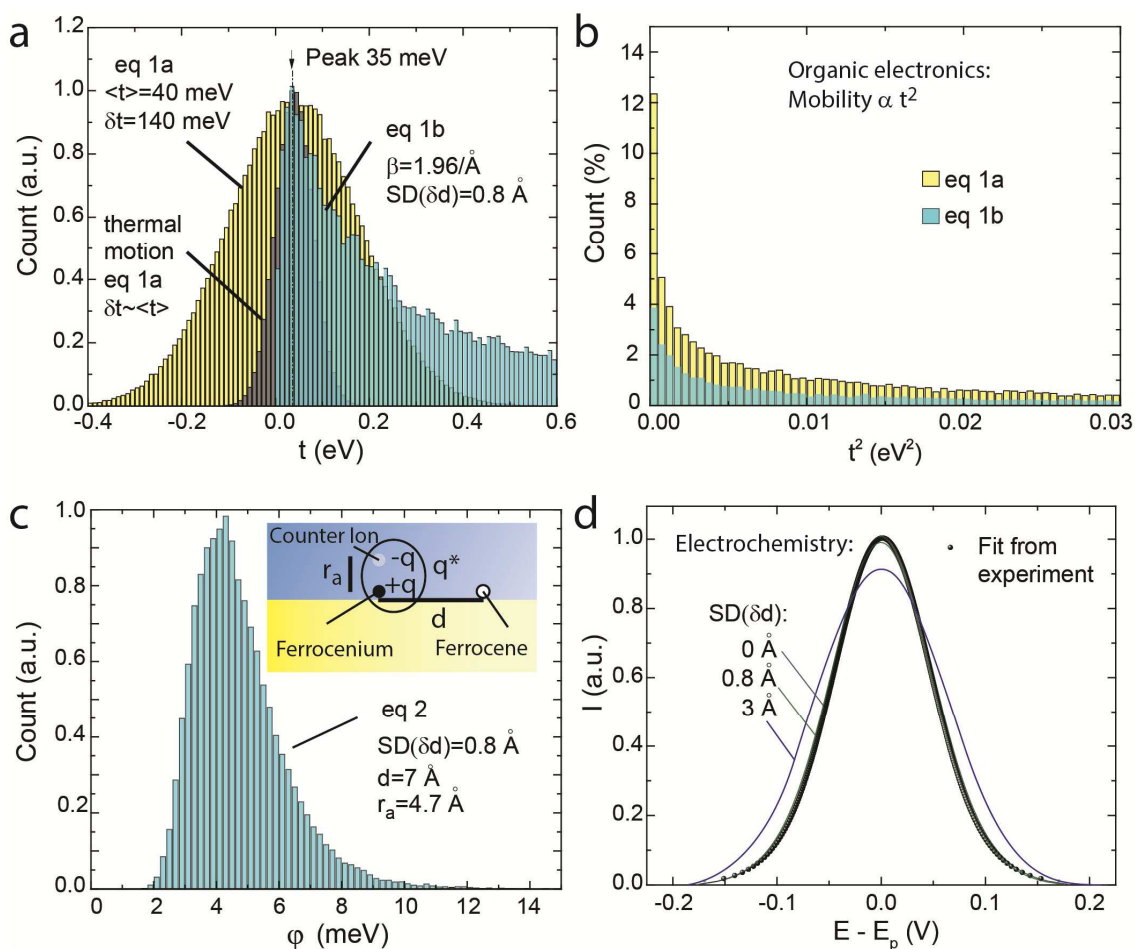 a
1.2
1.0
0.8
0.6
0.4
0.2
0.0
Count (a.u.)
-0.4 -0.2 0.0 0.2 0.4 0.6
t (eV)
Peak 35 meV
eq 1a
<t>=40 meV
δt=140 meV
eq 1b
β=1.96/Å
SD(δd)=0.8 Å
thermal
motion
eq 1a
δt~<t>
b
14
12
10
8
6
4
2
0
Count (%)
0.00 0.01 0.02 0.03
t² (eV²)
Organic electronics:
Mobility α t²
eq 1a
eq 1b
c
1.0
0.8
0.6
0.4
0.2
0.0
Count (a.u.)
0 2 4 6 8 10 12 14
φ (meV)
Counter Ion
-q
q*
rₐ
+q
d
Ferrocenium
Ferrocene
eq 2
SD(δd)=0.8 Å
d=7 Å
rₐ=4.7 Å
d
1.0
0.8
0.6
0.4
0.2
0.0
I (a.u.)
-0.2 -0.1 0.0 0.1 0.2
E - Eₚ (V)
Electrochemistry:
Fit from
experiment
SD(δd):
0 Å
0.8 Å
3 Å